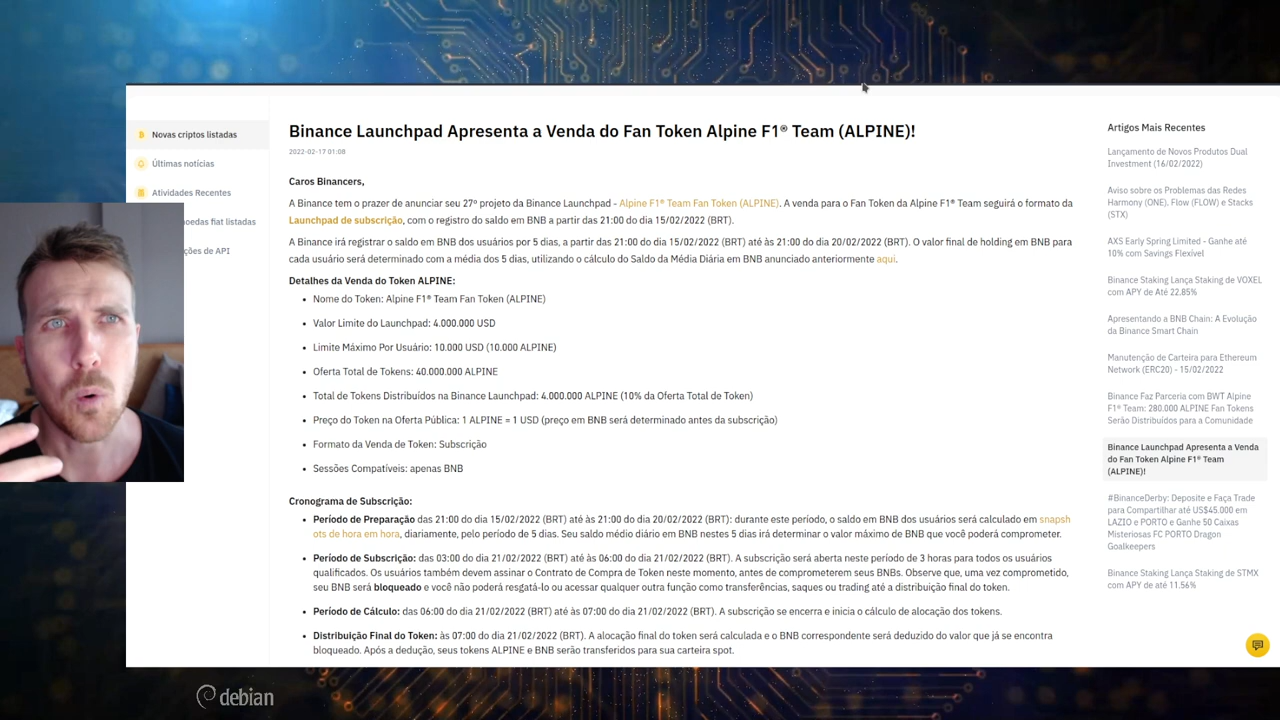 Novas criptos listadas
Últimas notícias
Atividades Recentes
moedas fiat listadas
ções de API
Binance Launchpad Apresenta a Venda do Fan Token Alpine F1® Team (ALPINE)!
2022-02-17 01:08
Caros Binancers,
A Binance tem o prazer de anunciar seu 27º projeto da Binance Launchpad - Alpine F1® Team Fan Token (ALPINE). A venda para o Fan Token da Alpine F1® Team seguirá o formato da
Launchpad de subscrição, com o registro do saldo em BNB a partir das 21:00 do dia 15/02/2022 (BRT).
A Binance irá registrar o saldo em BNB dos usuários por 5 dias, a partir das 21:00 do dia 15/02/2022 (BRT) até às 21:00 do dia 20/02/2022 (BRT). O valor final de holding em BNB para
cada usuário será determinado com a média dos 5 dias, utilizando o cálculo do Saldo da Média Diária em BNB anunciado anteriormente aqui.
Detalhes da Venda do Token ALPINE:
• Nome do Token: Alpine F1® Team Fan Token (ALPINE)
• Valor Limite do Launchpad: 4.000.000 USD
• Limite Máximo Por Usuário: 10.000 USD (10.000 ALPINE)
• Oferta Total de Tokens: 40.000.000 ALPINE
• Total de Tokens Distribuídos na Binance Launchpad: 4.000.000 ALPINE (10% da Oferta Total de Token)
• Preço do Token na Oferta Pública: 1 ALPINE = 1 USD (preço em BNB será determinado antes da subscrição)
• Formato da Venda de Token: Subscrição
• Sessões Compatíveis: apenas BNB
Cronograma de Subscrição:
• Período de Preparação das 21:00 do dia 15/02/2022 (BRT) até às 21:00 do dia 20/02/2022 (BRT): durante este período, o saldo em BNB dos usuários será calculado em snapsh
ots de hora em hora, diariamente, pelo período de 5 dias. Seu saldo médio diário em BNB nestes 5 dias irá determinar o valor máximo de BNB que você poderá comprometer.
• Período de Subscrição: das 03:00 do dia 21/02/2022 (BRT) até às 06:00 do dia 21/02/2022 (BRT). A subscrição será aberta neste período de 3 horas para todos os usuários
qualificados. Os usuários também devem assinar o Contrato de Compra de Token neste momento, antes de comprometerem seus BNBs. Observe que, uma vez comprometido,
seu BNB será bloqueado e você não poderá resgatá-lo ou acessar qualquer outra função como transferências, saques ou trading até a distribuição final do token.
• Período de Cálculo: das 06:00 do dia 21/02/2022 (BRT) até às 07:00 do dia 21/02/2022 (BRT). A subscrição se encerra e inicia o cálculo de alocação dos tokens.
• Distribuição Final do Token: às 07:00 do dia 21/02/2022 (BRT). A alocação final do token será calculada e o BNB correspondente será deduzido do valor que já se encontra
bloqueado. Após a dedução, seus tokens ALPINE e BNB serão transferidos para sua carteira spot.
Artigos Mais Recentes
Lançamento de Novos Produtos Dual
Investment (16/02/2022)
Aviso sobre os Problemas das Redes
Harmony (ONE). Flow (FLOW) e Stacks
(STX)
AXS Early Spring Limited - Ganhe até
10% com Savings Flexível
Binance Staking Lança Staking de VOXEL
com APY de Até 22.85%
Apresentando a BNB Chain: A Evolução
da Binance Smart Chain
Manutenção de Carteira para Ethereum
Network (ERC20) - 15/02/2022
Binance Faz Parceria com BWT Alpine
F1® Team: 280.000 ALPINE Fan Tokens
Serão Distribuídos para a Comunidade
Binance Launchpad Apresenta a Venda
do Fan Token Alpine F1® Team
(ALPINE)!
#BinanceDerby: Deposite e Faça Trade
para Compartilhar até US$45.000 em
LAZIO e PORTO e Ganhe 50 Caixas
Misteriosas FC PORTO Dragon
Goalkeepers
Binance Staking Lança Staking de STMX
com APY de até 11.56%
debian